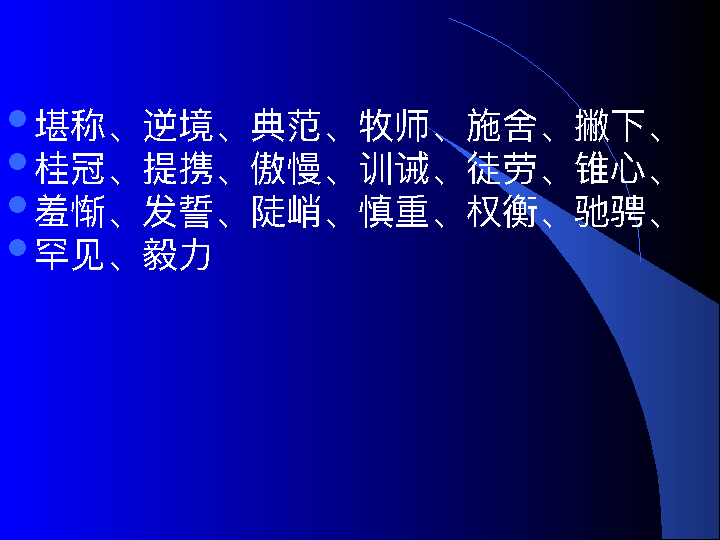 堪称、逆境、典范、牧师、施舍、撇下、
桂冠、提携、傲慢、训诫、徒劳、锥心、
羞惭、发誓、陡峭、慎重、权衡、驰骋、
罕见、毅力